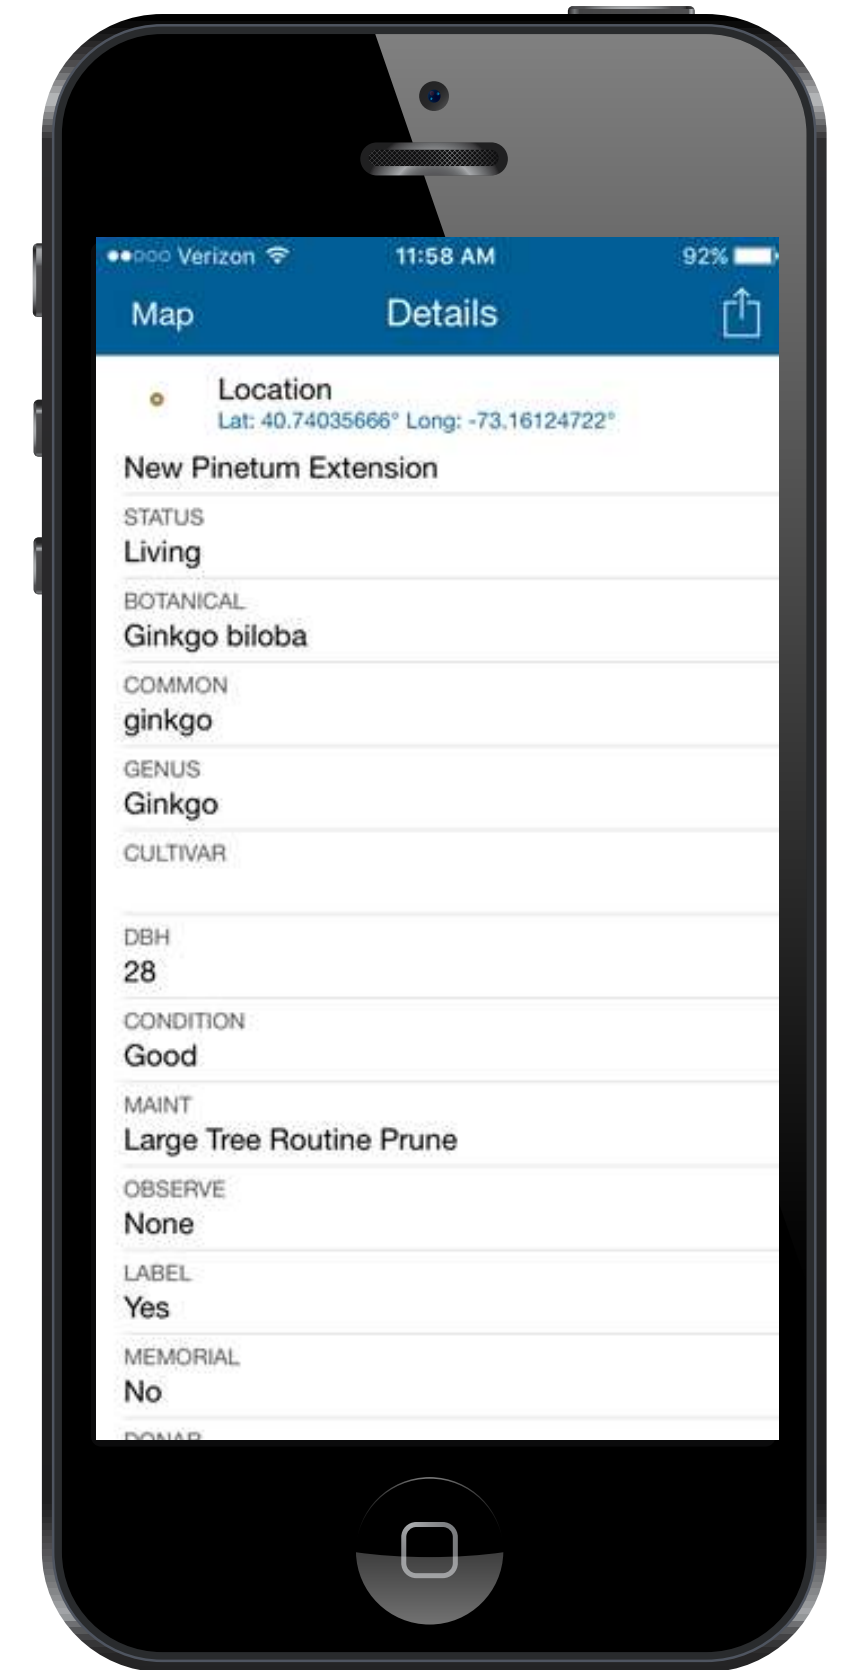 Verizon 11:58 AM 92%
Map Details
Location
Lat: 40.74035666° Long: -73.16124722°
New Pinetum Extension
STATUS
Living
BOTANICAL
Ginkgo biloba
COMMON
ginkgo
GENUS
Ginkgo
CULTIVAR
DBH
28
CONDITION
Good
MAINT
Large Tree Routine Prune
OBSERVE
None
LABEL
Yes
MEMORIAL
No
DONAR